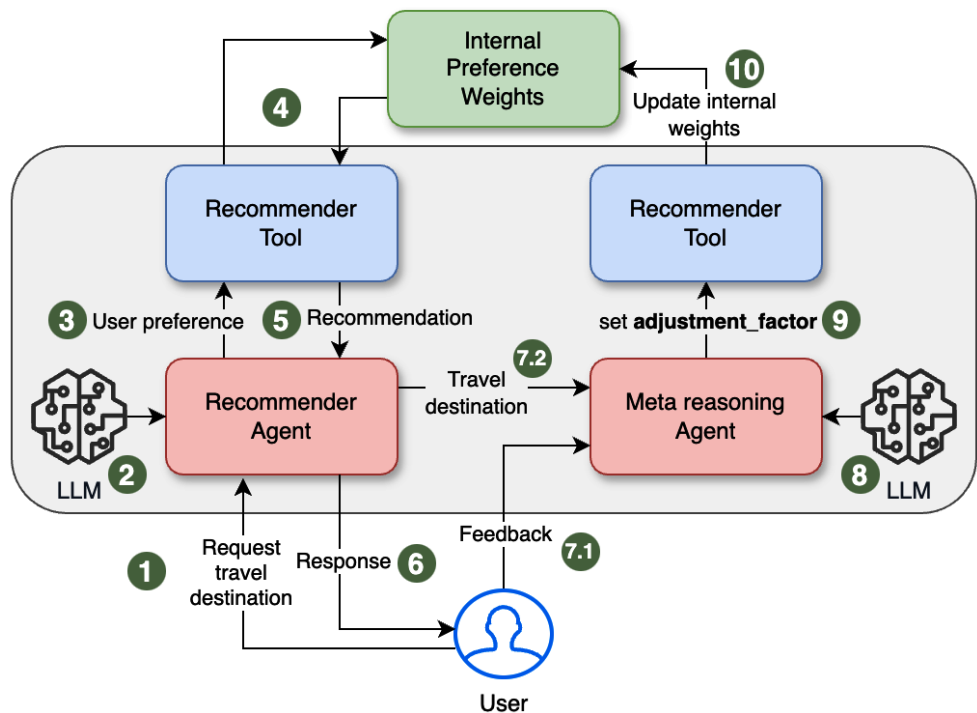 Internal
Preference
Weights
10
Update internal
weights
4
Recommender
Tool
Recommender
Tool
3
User preference
5
Recommendation
set adjustment_factor
9
7.2
Travel
destination
Recommender
Agent
Meta reasoning
Agent
LLM
2
8
LLM
1
Request
travel
destination
Response
6
Feedback
7.1
User